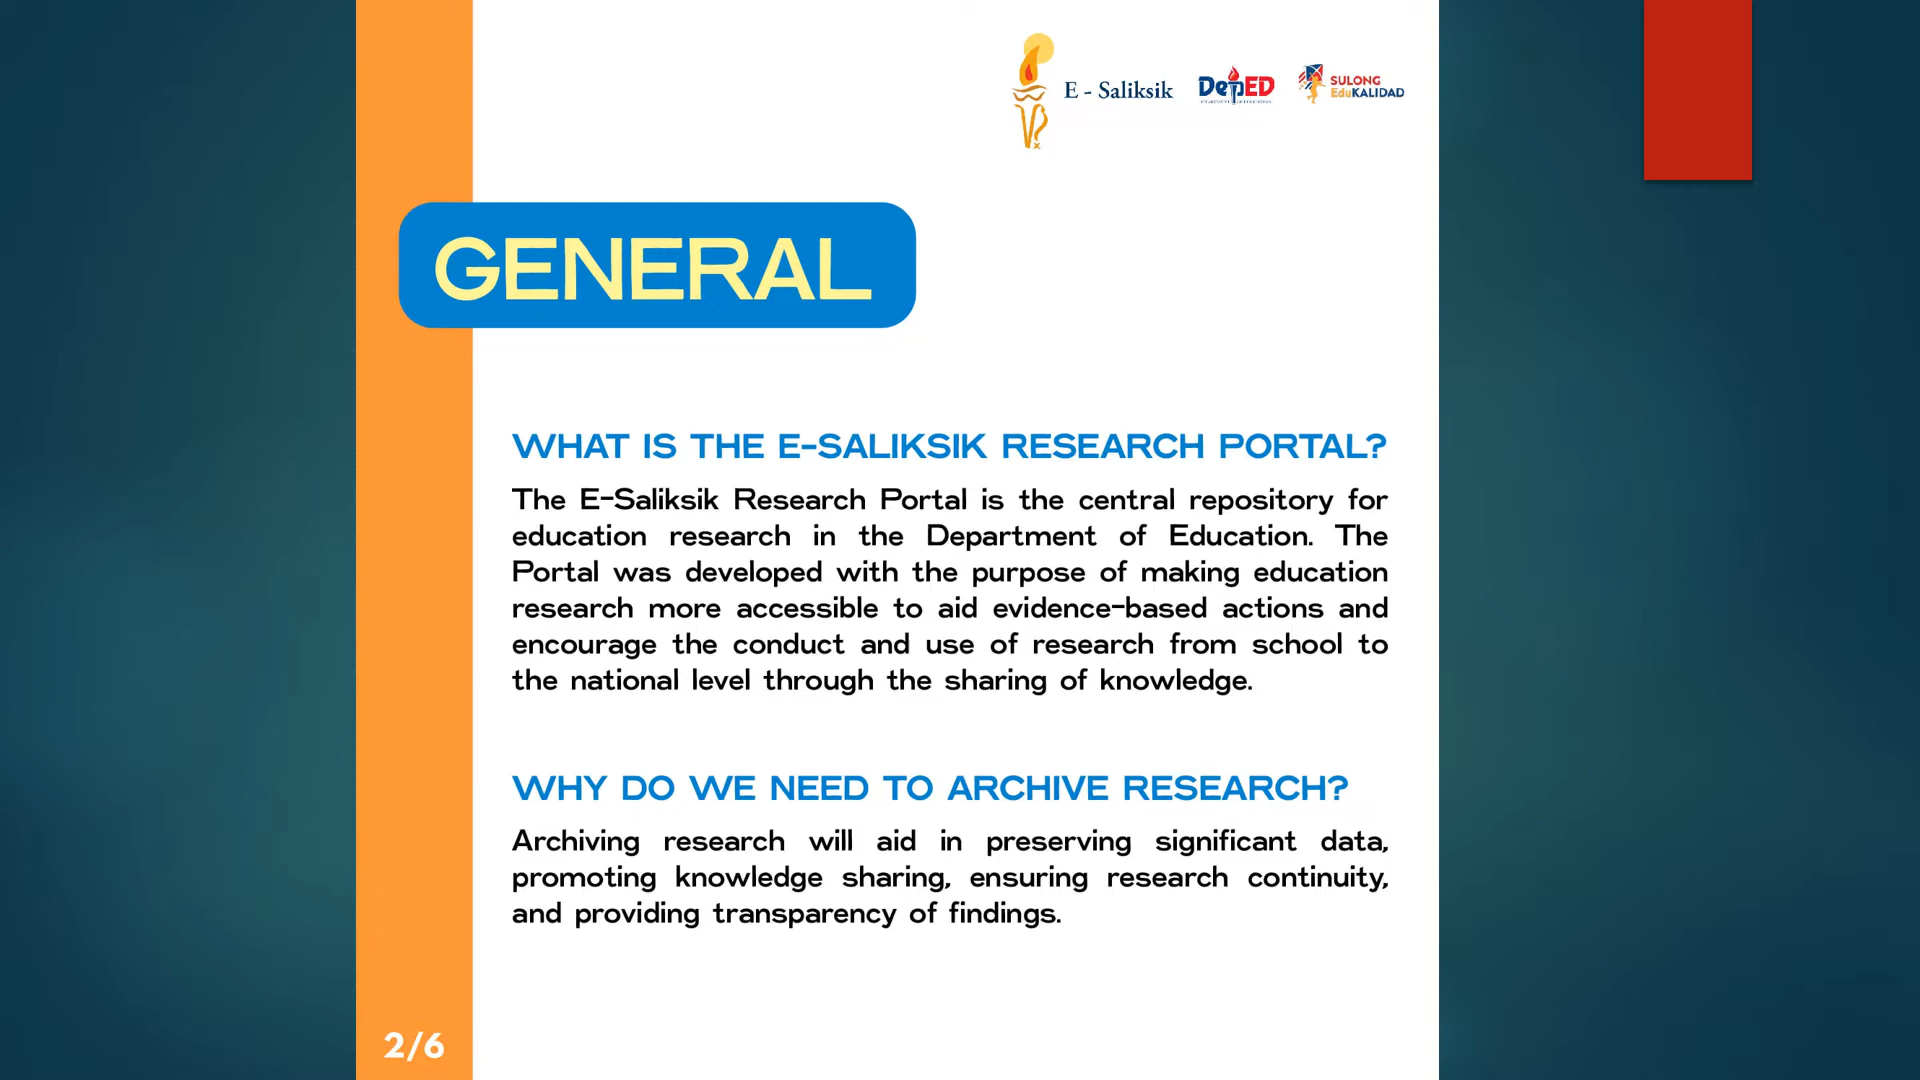 E - Saliksik
DepED
SULONG
EduKALIDAD
GENERAL
WHAT IS THE E-SALIKSIK RESEARCH PORTAL?
The E-Saliksik Research Portal is the central repository for
education research in the Department of Education. The
Portal was developed with the purpose of making education
research more accessible to aid evidence-based actions and
encourage the conduct and use of research from school to
the national level through the sharing of knowledge.
WHY DO WE NEED TO ARCHIVE RESEARCH?
Archiving research will aid in preserving significant data,
promoting knowledge sharing, ensuring research continuity,
and providing transparency of findings.
2/6